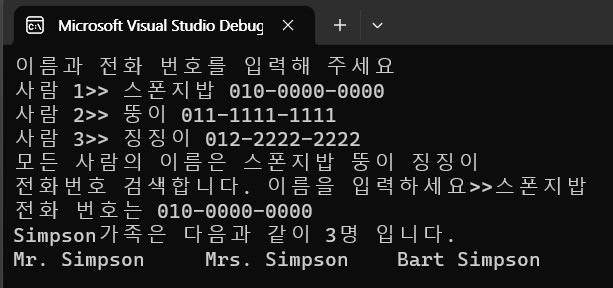 Microsoft Visual Studio Debug
이름과 전화 번호를 입력해 주세요
사람 1>> 스폰지밥 010-0000-0000
사람 2>> 뚱이 011-1111-1111
사람 3>> 징징이 012-2222-2222
모든 사람의 이름은 스폰지밥 뚱이 징징이
전화번호 검색합니다. 이름을 입력하세요>>스폰지밥
전화 번호는 010-0000-0000
Simpson가족은 다음과 같이 3명 입니다.
Mr. Simpson     Mrs. Simpson    Bart Simpson